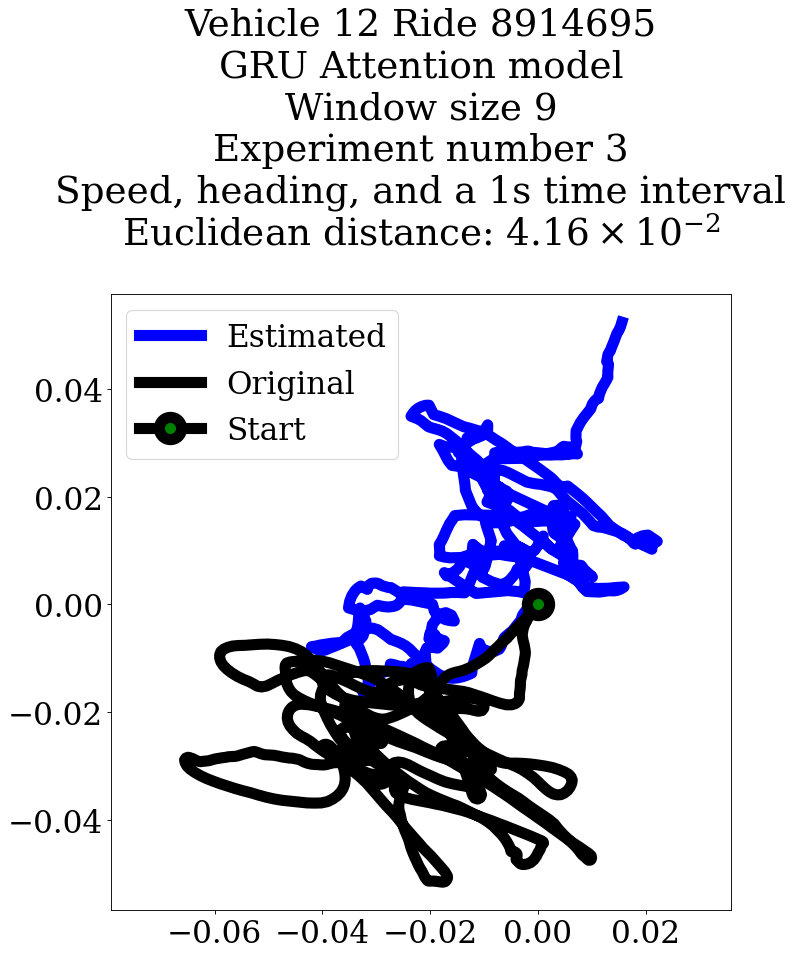 Vehicle 12 Ride 8914695
GRU Attention model
Window size 9
Experiment number 3
Speed, heading, and a 1s time interval
Euclidean distance: 4.16 × 10⁻²
Estimated
Original
Start
0.04
0.02
0.00
−0.02
−0.04
−0.06 −0.04 −0.02 0.00 0.02